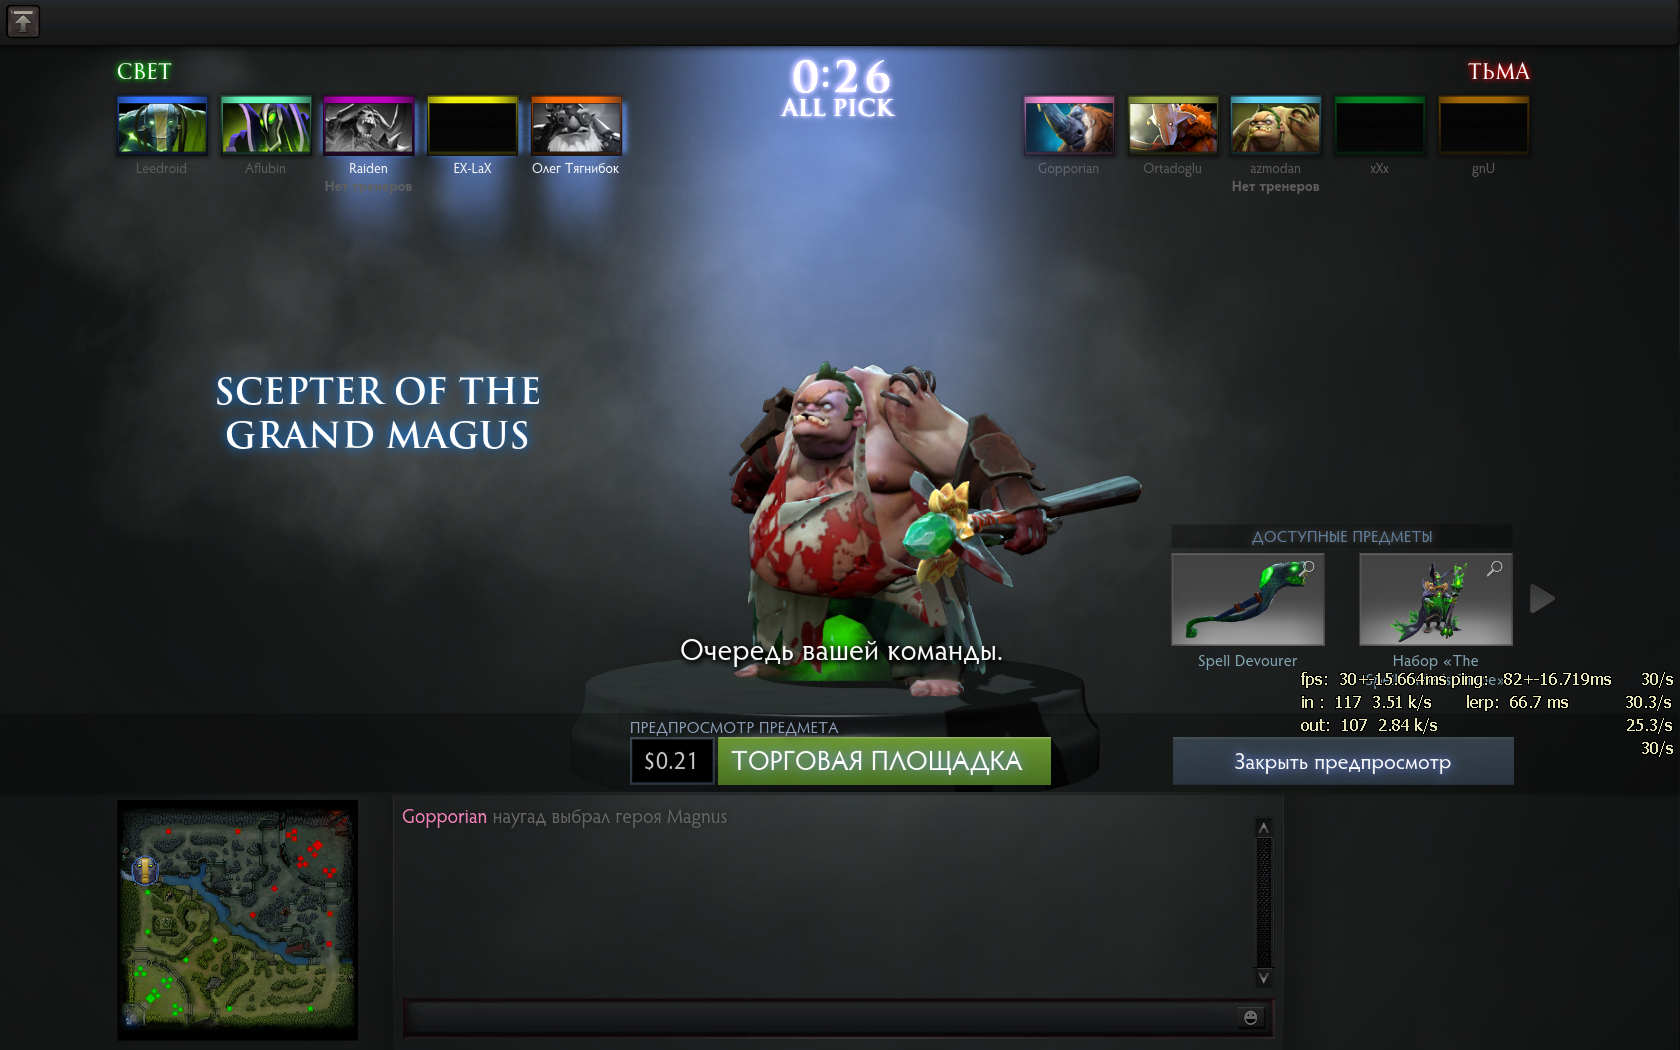 СВЕТ
0:26
ALL PICK
ТЬМА
Leedroid
Aflubin
Raiden
EX-LaX
Олег Тягнибок
Нет тренеров
Gopporian
Ortadoglu
azmodan
xXx
gnU
Нет тренеров
SCEPTER OF THE
GRAND MAGUS
ДОСТУПНЫЕ ПРЕДМЕТЫ
Spell Devourer
Набор «The
Очередь вашей команды.
fps: 30+-15.664ms ping: 82+-16.719ms 30/s
in : 117 3.51 k/s lerp: 66.7 ms 30.3/s
out: 107 2.84 k/s 25.3/s
30/s
ПРЕДПРОСМОТР ПРЕДМЕТА
$0.21
ТОРГОВАЯ ПЛОЩАДКА
Закрыть предпросмотр
Gopporian наугад выбрал героя Magnus